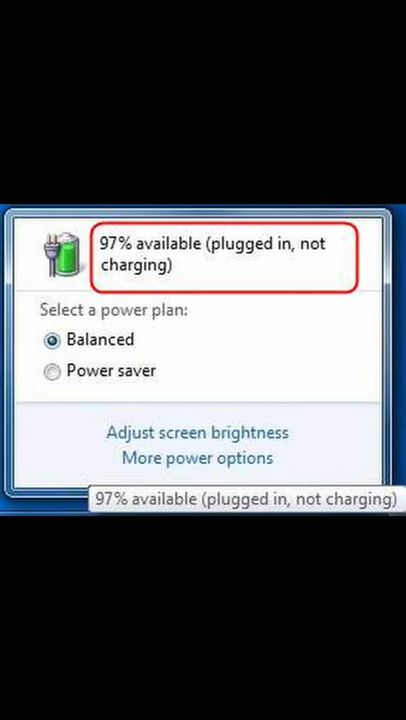 97% available (plugged in, not
charging)
Select a power plan:
Balanced
Power saver
Adjust screen brightness
More power options
97% available (plugged in, not charging)